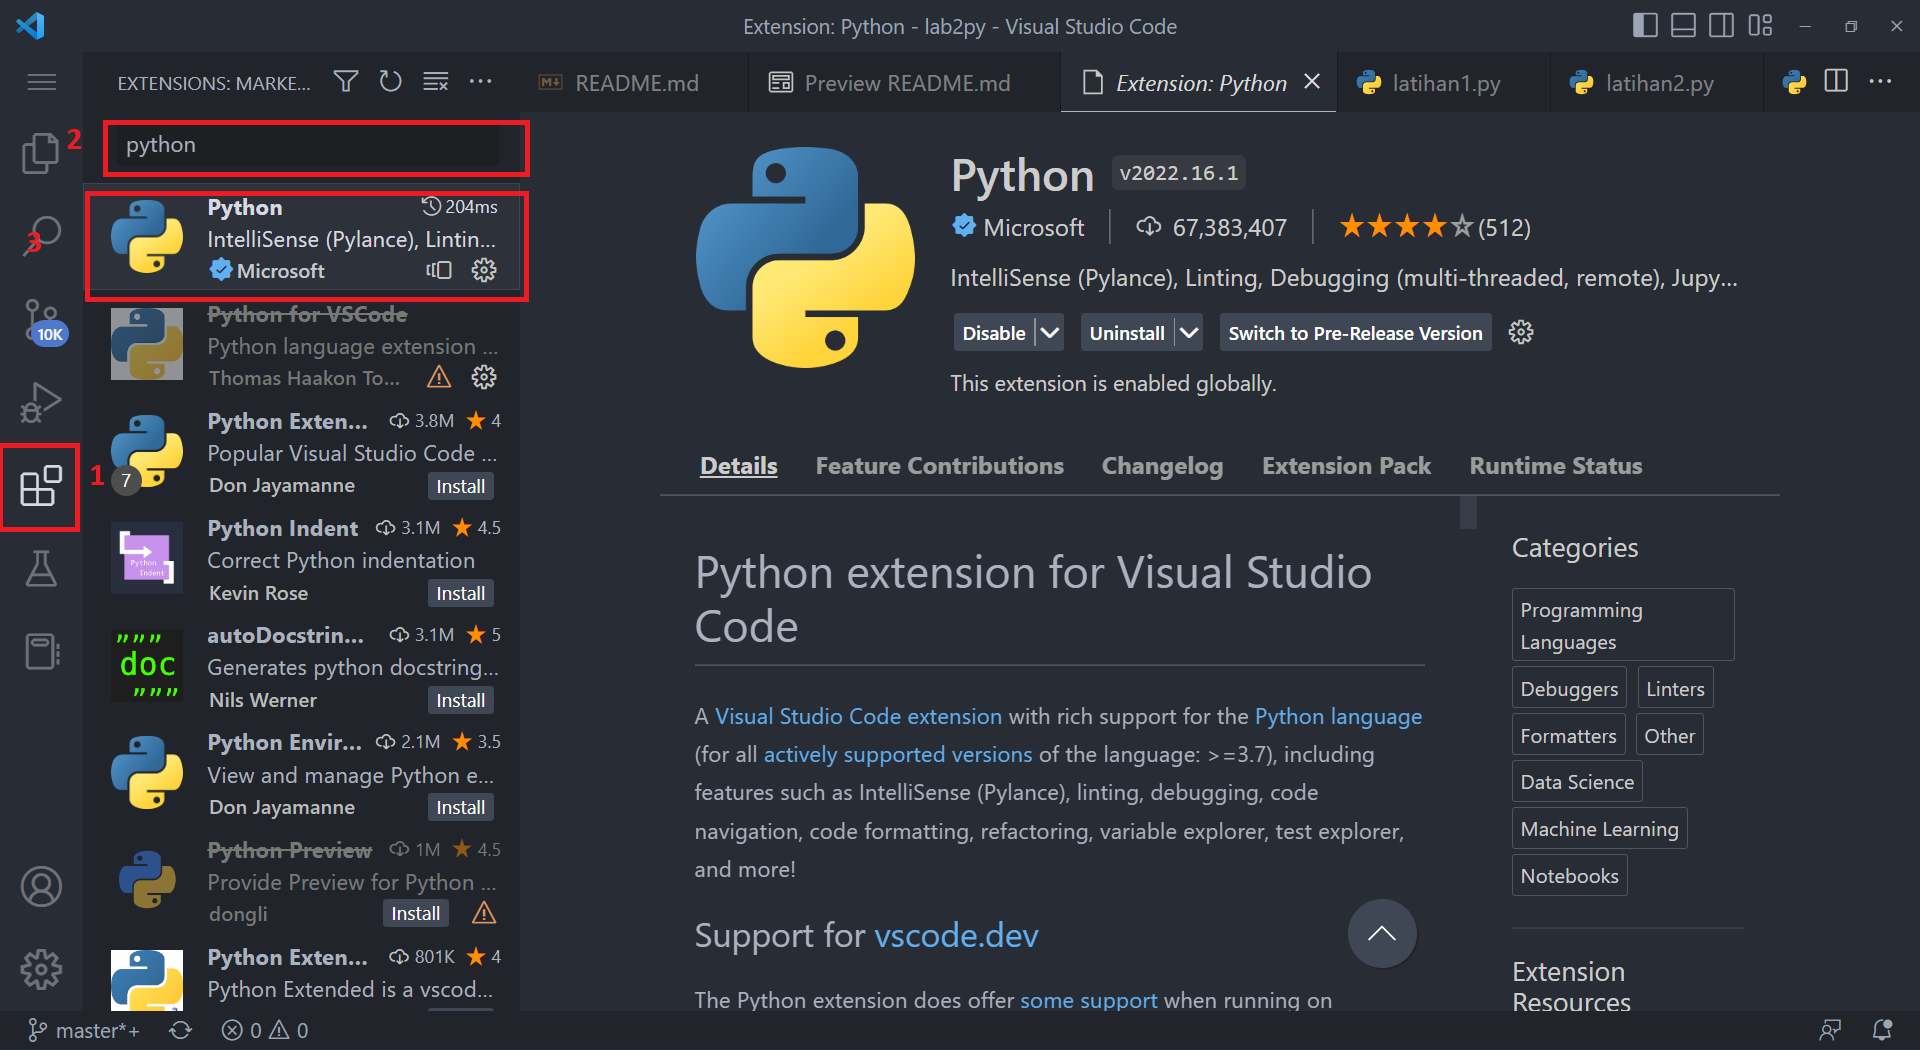 Extension: Python - lab2py - Visual Studio Code
EXTENSIONS: MARKE...
README.md
Preview README.md
Extension: Python
latihan1.py
latihan2.py
2
python
Python
204ms
IntelliSense (Pylance), Lintin...
Microsoft
3
Python for VSCode
Python language extension ...
Thomas Haakon To...
10K
Python Exten... 3.8M 4
Popular Visual Studio Code ...
Don Jayamanne
Install
7
1
Python Indent 3.1M 4.5
Correct Python indentation
Kevin Rose
Install
Python Indent
autoDocstrin... 3.1M 5
Generates python docstring...
Nils Werner
Install
""" doc """
Python Envir... 2.1M 3.5
View and manage Python e...
Don Jayamanne
Install
Python Preview 1M 4.5
Provide Preview for Python ...
dongli
Install
Python Exten... 801K 4
Python Extended is a vscod...
Python v2022.16.1
Microsoft
67,383,407
(512)
IntelliSense (Pylance), Linting, Debugging (multi-threaded, remote), Jupy...
Disable
Uninstall
Switch to Pre-Release Version
This extension is enabled globally.
Details
Feature Contributions
Changelog
Extension Pack
Runtime Status
Python extension for Visual Studio
Code
A Visual Studio Code extension with rich support for the Python language
(for all actively supported versions of the language: >=3.7), including
features such as IntelliSense (Pylance), linting, debugging, code
navigation, code formatting, refactoring, variable explorer, test explorer,
and more!
Support for vscode.dev
The Python extension does offer some support when running on
Categories
Programming
Languages
Debuggers
Linters
Formatters
Other
Data Science
Machine Learning
Notebooks
Extension
Resources
master*+
0
0